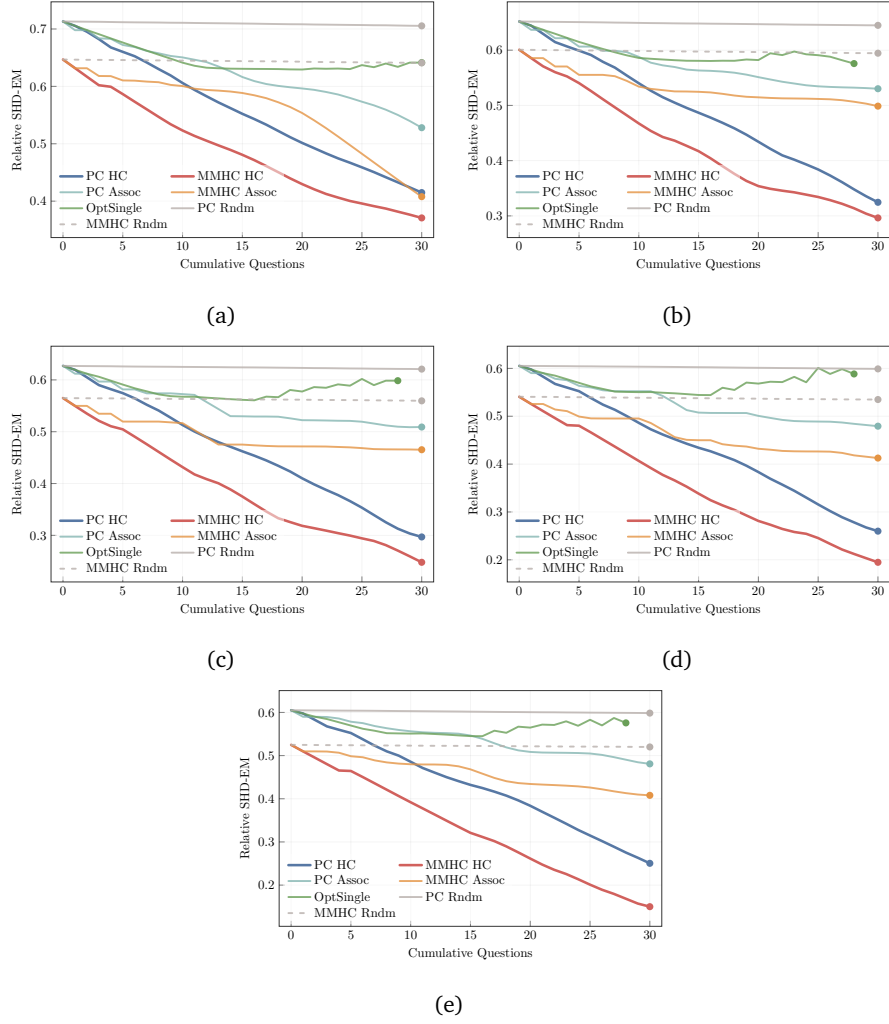 0.7
0.6
0.5
0.4
Relative SHD-EM
PC HC
MMHC HC
PC Assoc
MMHC Assoc
OptSingle
PC Rndm
MMHC Rndm
0 5 10 15 20 25 30
Cumulative Questions
(a)
0.6
0.5
0.4
0.3
Relative SHD-EM
PC HC
MMHC HC
PC Assoc
MMHC Assoc
OptSingle
PC Rndm
MMHC Rndm
0 5 10 15 20 25 30
Cumulative Questions
(b)
0.6
0.5
0.4
0.3
Relative SHD-EM
PC HC
MMHC HC
PC Assoc
MMHC Assoc
OptSingle
PC Rndm
MMHC Rndm
0 5 10 15 20 25 30
Cumulative Questions
(c)
0.6
0.5
0.4
0.3
0.2
Relative SHD-EM
PC HC
MMHC HC
PC Assoc
MMHC Assoc
OptSingle
PC Rndm
MMHC Rndm
0 5 10 15 20 25 30
Cumulative Questions
(d)
0.6
0.5
0.4
0.3
0.2
Relative SHD-EM
PC HC
MMHC HC
PC Assoc
MMHC Assoc
OptSingle
PC Rndm
MMHC Rndm
0 5 10 15 20 25 30
Cumulative Questions
(e)